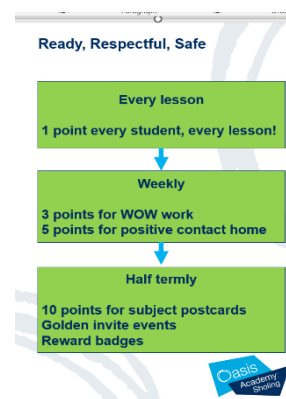 Ready, Respectful, Safe
Every lesson
1 point every student, every lesson!
Weekly
3 points for WOW work
5 points for positive contact home
Half termly
10 points for subject postcards
Golden invite events
Reward badges
Oasis
Academy
Sholing